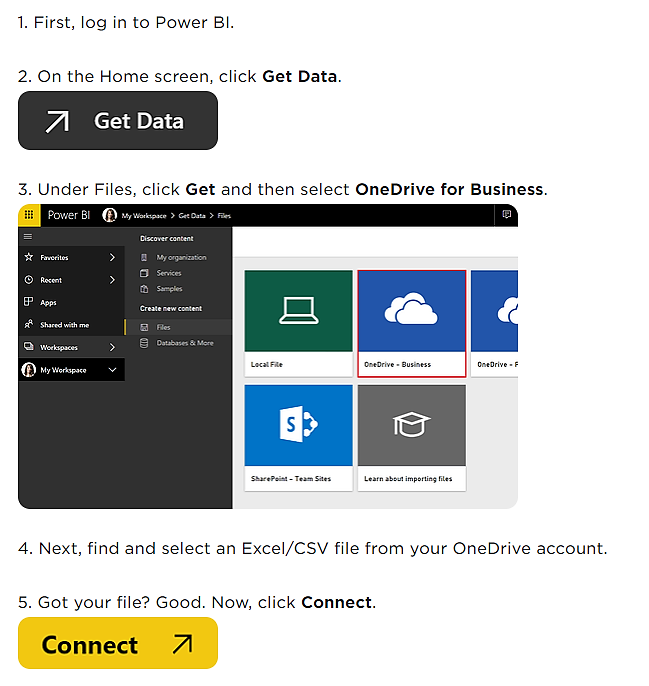 1. First, log in to Power BI.
2. On the Home screen, click Get Data.
Get Data
3. Under Files, click Get and then select OneDrive for Business.
Power BI My Workspace > Get Data > Files
Favorites
Recent
Apps
Shared with me
Workspaces
My Workspace
Discover content
My organization
Services
Samples
Create new content
Files
Databases & More
Local File
OneDrive – Business
OneDrive – P
S
SharePoint – Team Sites
Learn about importing files
4. Next, find and select an Excel/CSV file from your OneDrive account.
5. Got your file? Good. Now, click Connect.
Connect